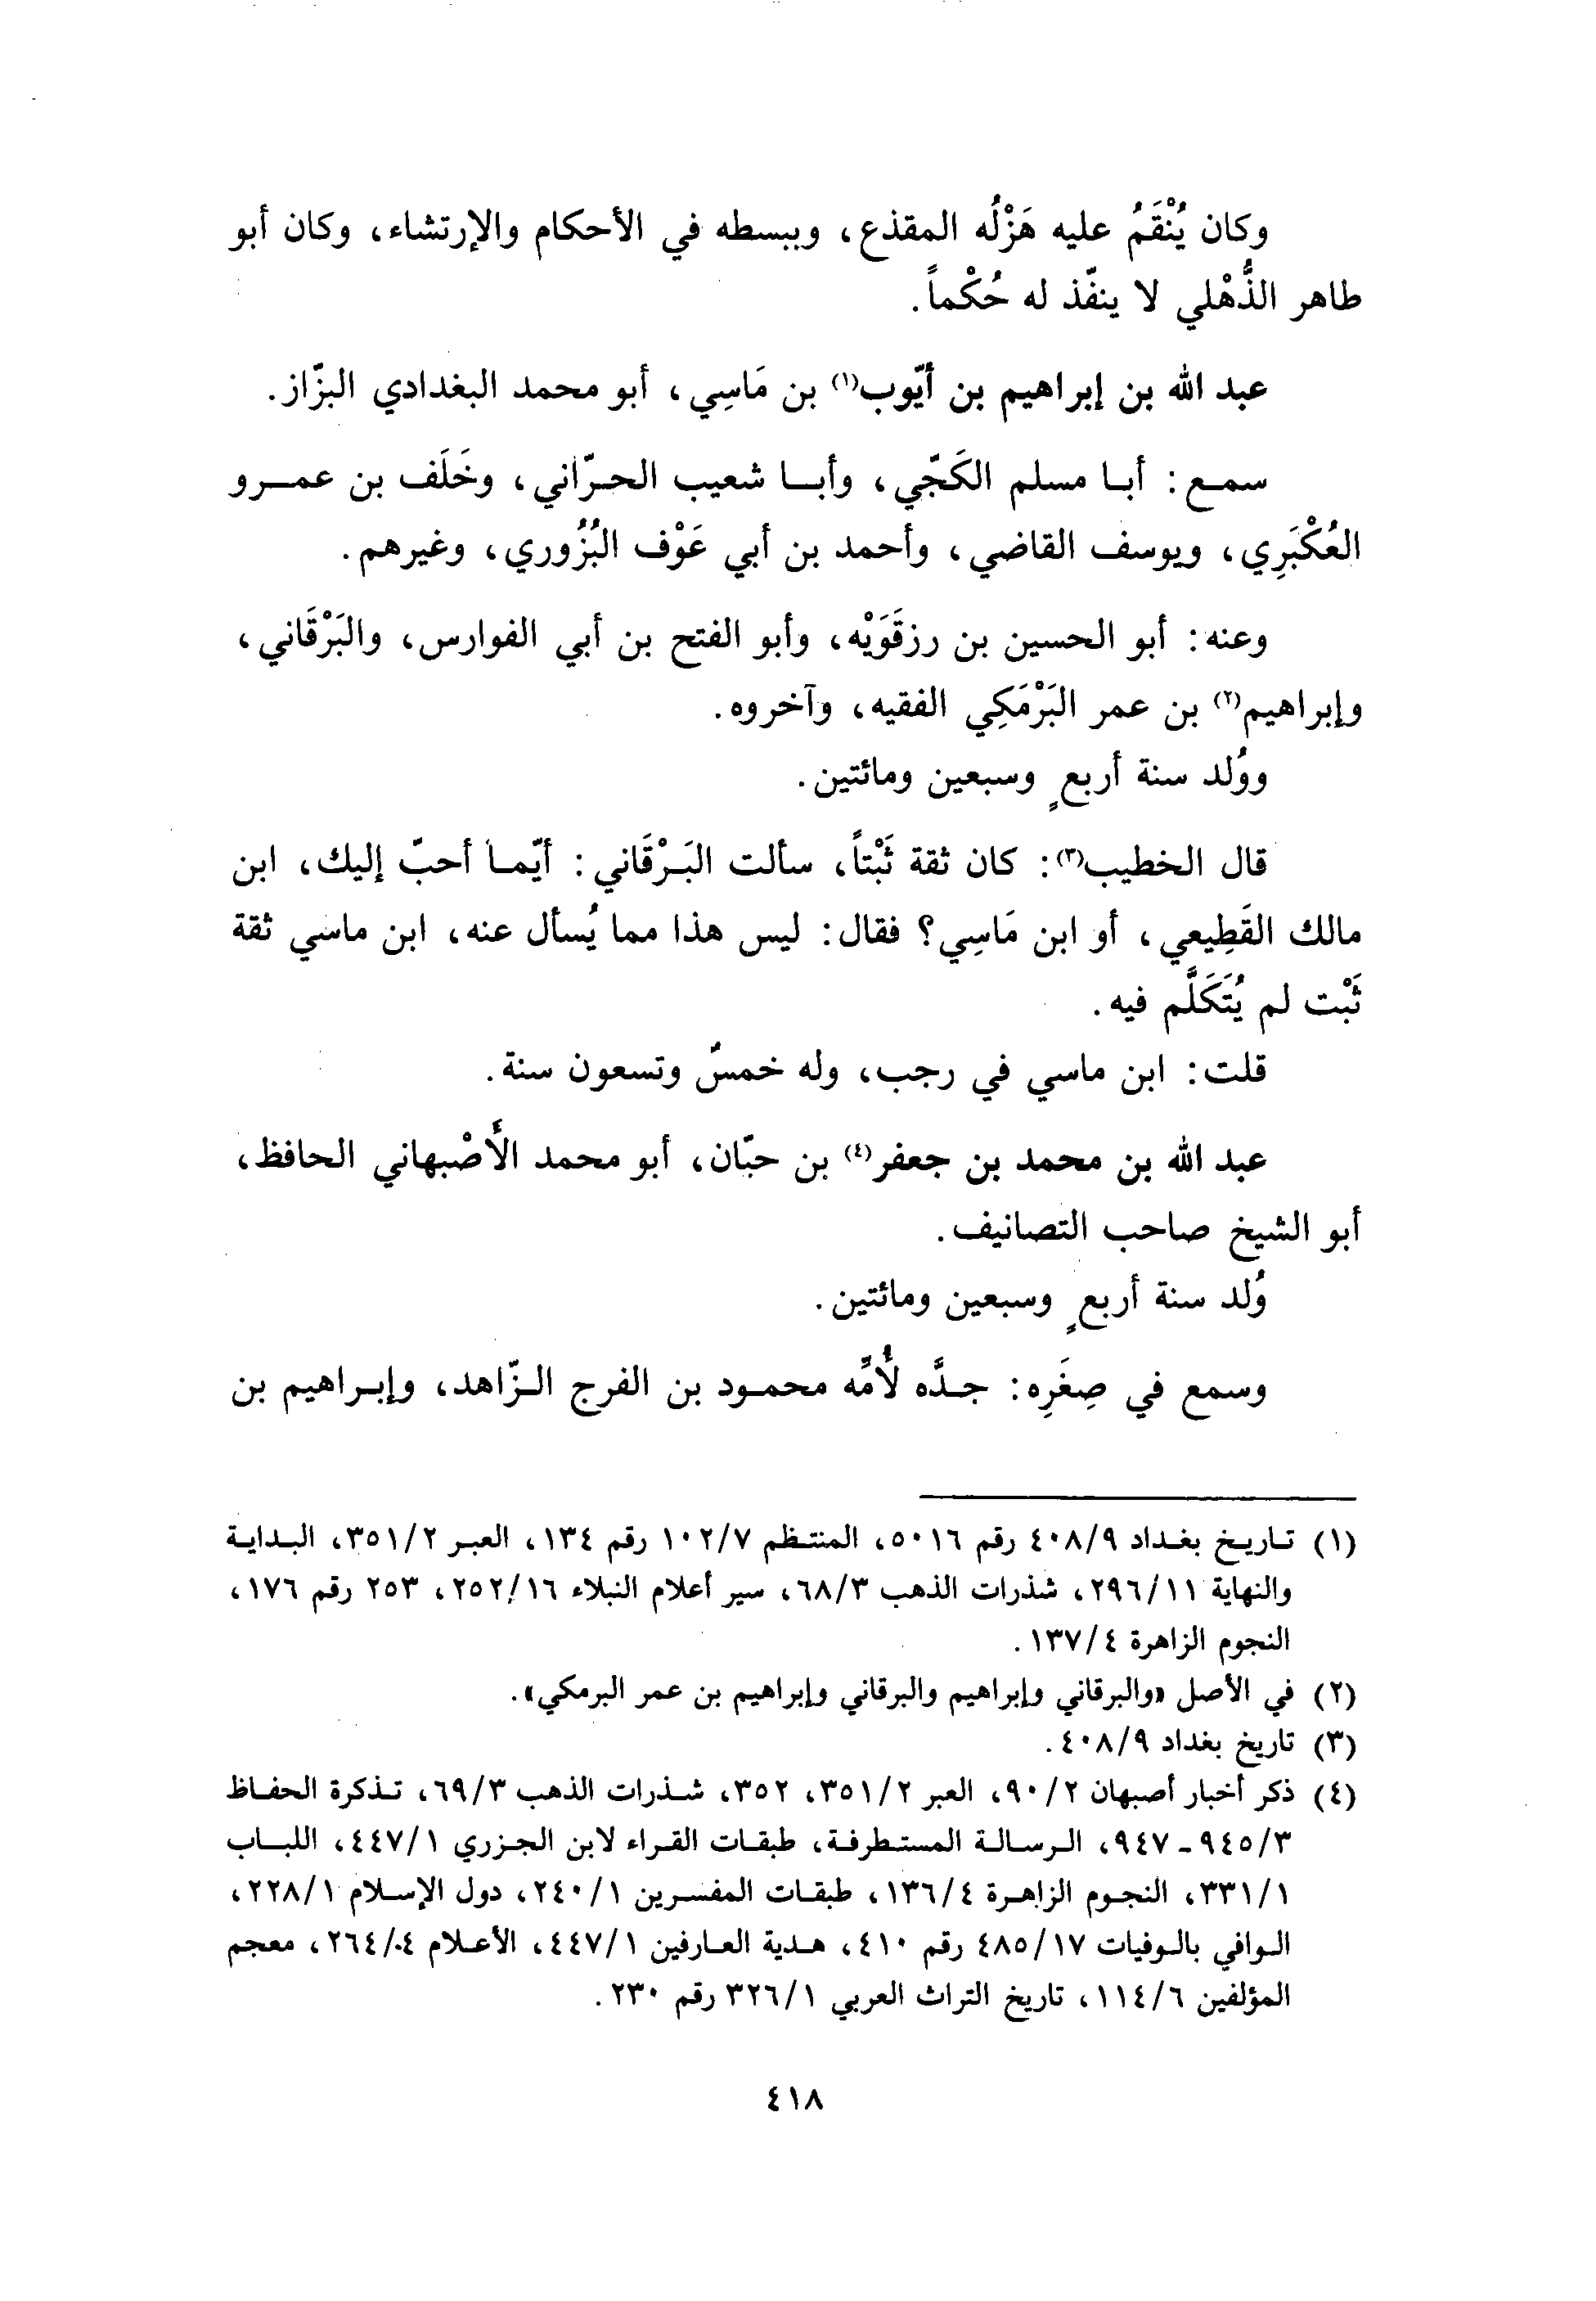 وكان يُنْقَمُ عليه هَزْلُه المقذع، وببسطه في الأحكام والإرتشاء، وكان أبو
طاهر الذُّهْلي لا ينفّذ له حُكْماً.
عبد الله بن إبراهيم بن أيّوب(١) بن مَاسِي، أبو محمد البغدادي البزّاز.
سمع: أبا مسلم الكَجّي، وأبا شعيب الحرّاني، وخَلَف بن عمرو
العُكْبَرِي، ويوسف القاضي، وأحمد بن أبي عَوْف البُزُوري، وغيرهم.
وعنه: أبو الحسين بن رزقَوَيْه، وأبو الفتح بن أبي الفوارس، والبَرْقَاني،
وإبراهيم(٢) بن عمر البَرْمَكِي الفقيه، وآخروه.
ووُلد سنة أربعٍ وسبعين ومائتين.
قال الخطيب(٣): كان ثقة ثَبْتاً، سألت البَرْقَاني: أيّما أحبّ إليك، ابن
مالك القَطِيعي، أو ابن مَاسِي؟ فقال: ليس هذا مما يُسأل عنه، ابن ماسي ثقة
ثَبْت لم يُتَكَلَّم فيه.
قلت: ابن ماسي في رجب، وله خمسٌ وتسعون سنة.
عبد الله بن محمد بن جعفر(٤) بن حبّان، أبو محمد الأَصْبهاني الحافظ،
أبو الشيخ صاحب التصانيف.
وُلد سنة أربعٍ وسبعين ومائتين.
وسمع في صِغَرِه: جدَّه لأُمِّه محمود بن الفرج الزّاهد، وإبراهيم بن
(١) تاريخ بغداد ٤٠٨/٩ رقم ٥٠١٦، المنتظم ١٠٢/٧ رقم ١٣٤، العبر ٣٥١/٢، البداية
والنهاية ٢٩٦/١١، شذرات الذهب ٦٨/٣، سير أعلام النبلاء ٢٥٢/١٦، ٢٥٣ رقم ١٧٦،
النجوم الزاهرة ١٣٧/٤.
(٢) في الأصل «والبرقاني وإبراهيم والبرقاني وإبراهيم بن عمر البرمكي».
(٣) تاريخ بغداد ٤٠٨/٩.
(٤) ذكر أخبار أصبهان ٩٠/٢، العبر ٣٥١/٢، ٣٥٢، شذرات الذهب ٦٩/٣، تذكرة الحفاظ
٩٤٥/٣ - ٩٤٧، الرسالة المستطرفة، طبقات القراء لابن الجزري ٤٤٧/١، اللباب
٣٣١/١، النجوم الزاهرة ١٣٦/٤، طبقات المفسرين ٢٤٠/١، دول الإسلام ٢٢٨/١،
الوافي بالوفيات ٤٨٥/١٧ رقم ٤١٠، هدية العارفين ٤٤٧/١، الأعلام ٢٦٤/٠٤، معجم
المؤلفين ١١٤/٦، تاريخ التراث العربي ٣٢٦/١ رقم ٢٣٠.
٤١٨